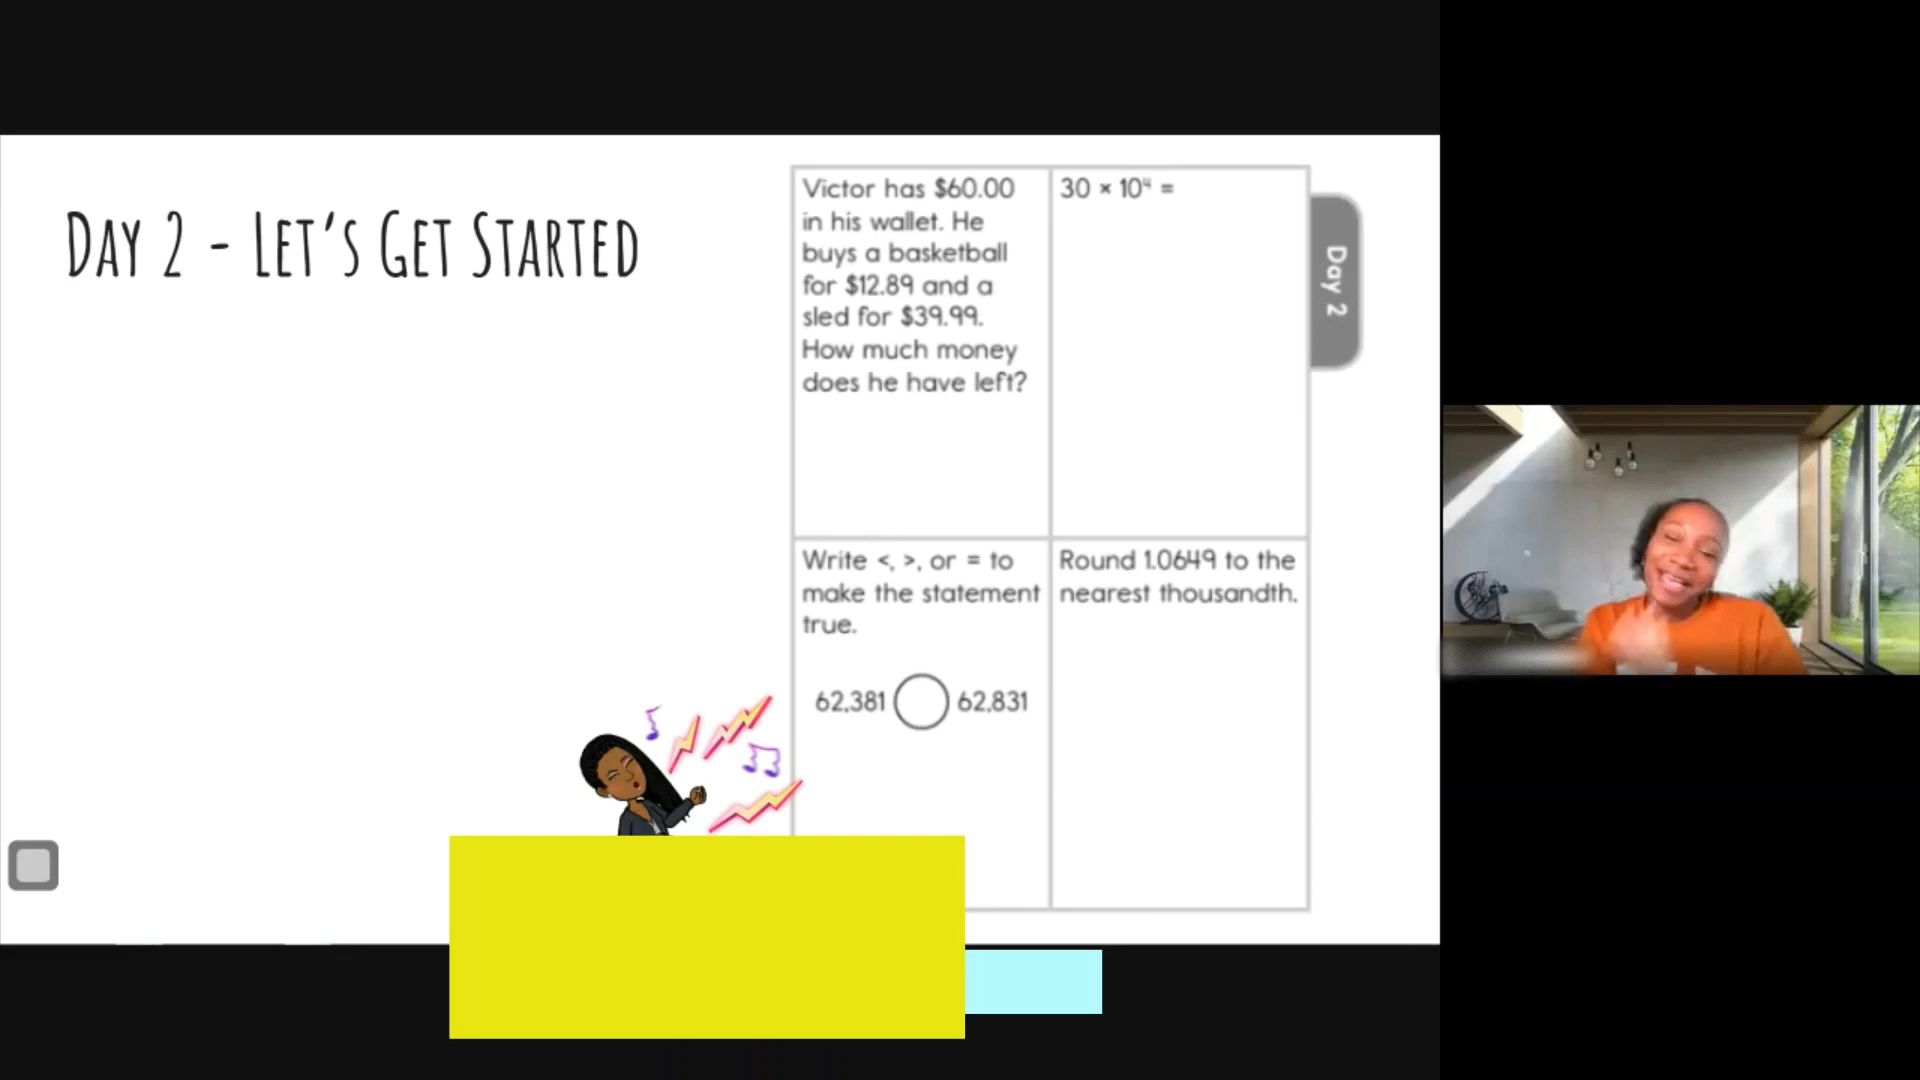 Day 2 - Let's Get Started
Victor has $60.00
in his wallet. He
buys a basketball
for $12.89 and a
sled for $39.99.
How much money
does he have left?
30 × 10⁴ =
Day 2
Write <, >, or = to
make the statement
true.
62,381 62,831
Round 1.0649 to the
nearest thousandth.